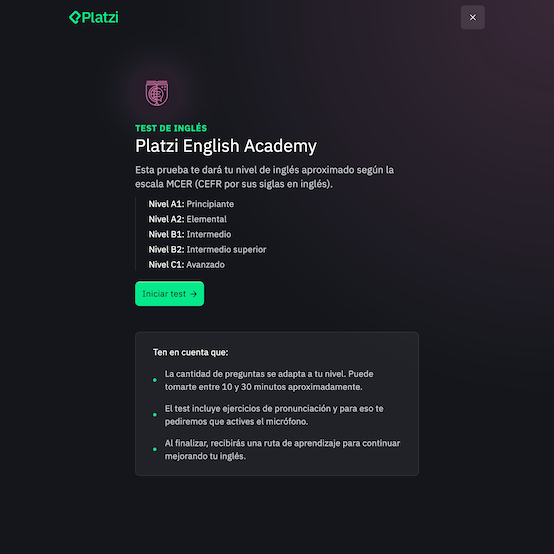 Platzi
TEST DE INGLÉS
Platzi English Academy
Esta prueba te dará tu nivel de inglés aproximado según la
escala MCER (CEFR por sus siglas en inglés).
Nivel A1: Principiante
Nivel A2: Elemental
Nivel B1: Intermedio
Nivel B2: Intermedio superior
Nivel C1: Avanzado
Iniciar test →
Ten en cuenta que:
La cantidad de preguntas se adapta a tu nivel. Puede
tomarte entre 10 y 30 minutos aproximadamente.
El test incluye ejercicios de pronunciación y para eso te
pediremos que actives el micrófono.
Al finalizar, recibirás una ruta de aprendizaje para continuar
mejorando tu inglés.